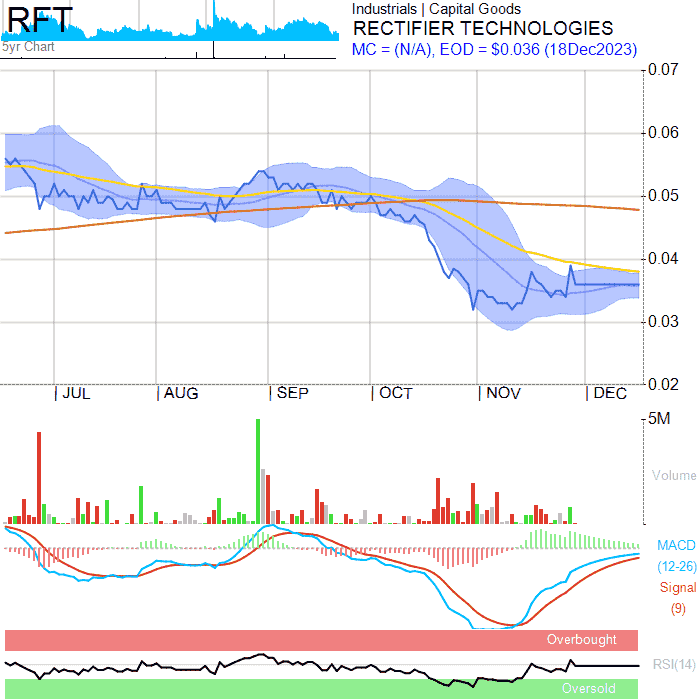 RFT
5yr Chart
Industrials | Capital Goods
RECTIFIER TECHNOLOGIES
MC = (N/A), EOD = $0.036 (18Dec2023)
0.07
0.06
0.05
0.04
0.03
0.02
JUL AUG SEP OCT NOV DEC
5M
Volume
MACD
(12-26)
Signal
(9)
Overbought
RSI(14)
Oversold